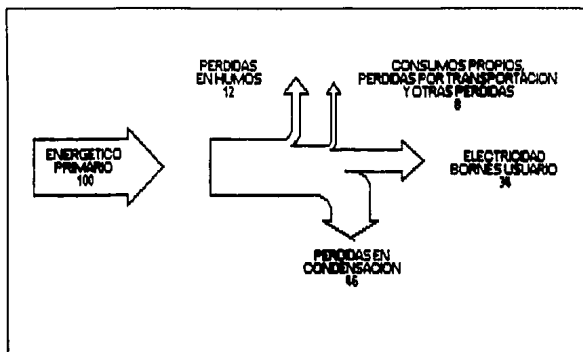 PERDIDAS
EN HUMOS
12
CONSUMOS PROPIOS,
PERDIDAS POR TRANSPORTACION
Y OTRAS PERDIDAS
8
ENERGETICO
PRIMARIO
100
ELECTRICIDAD
BORNES USUARIO
34
PERDIDAS EN
CONDENSACION
46